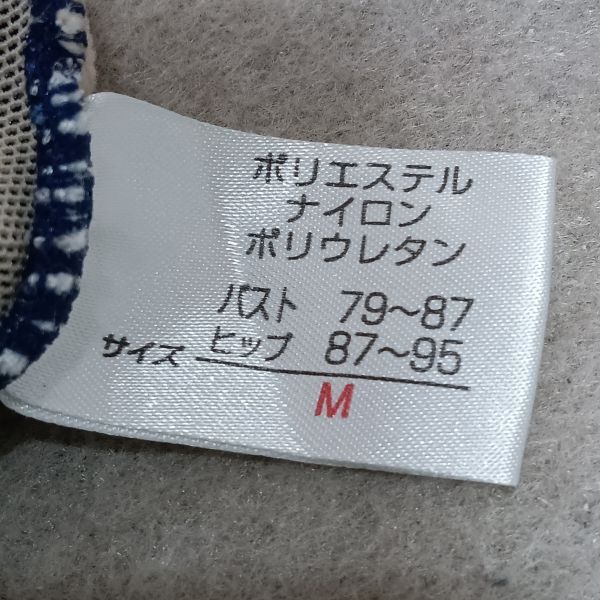 ポリエステル
ナイロン
ポリウレタン
バスト 79～87
サイズ ヒップ 87～95
M